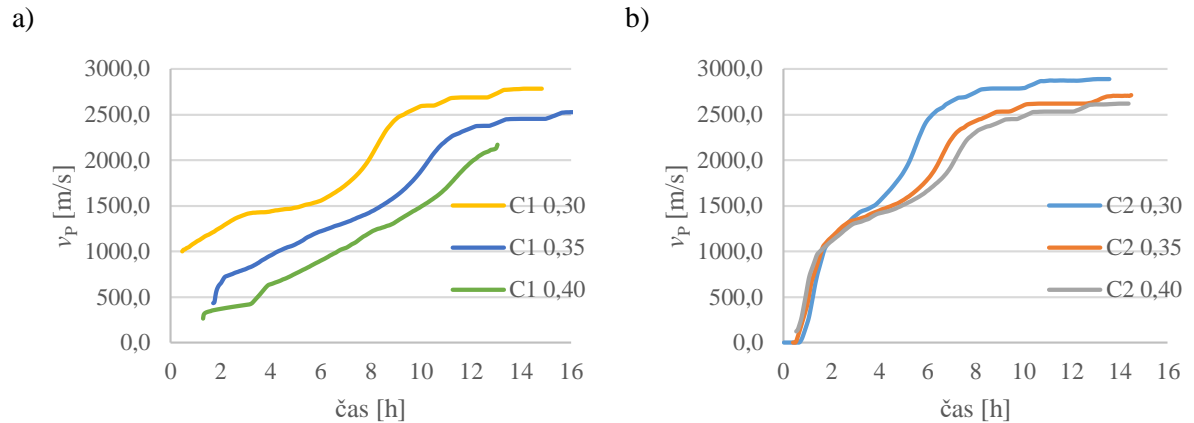 a)
v_P [m/s]
3000,0
2500,0
2000,0
1500,0
1000,0
500,0
0,0
0 2 4 6 8 10 12 14 16
čas [h]
C1 0,30
C1 0,35
C1 0,40
b)
v_P [m/s]
3000,0
2500,0
2000,0
1500,0
1000,0
500,0
0,0
0 2 4 6 8 10 12 14 16
čas [h]
C2 0,30
C2 0,35
C2 0,40